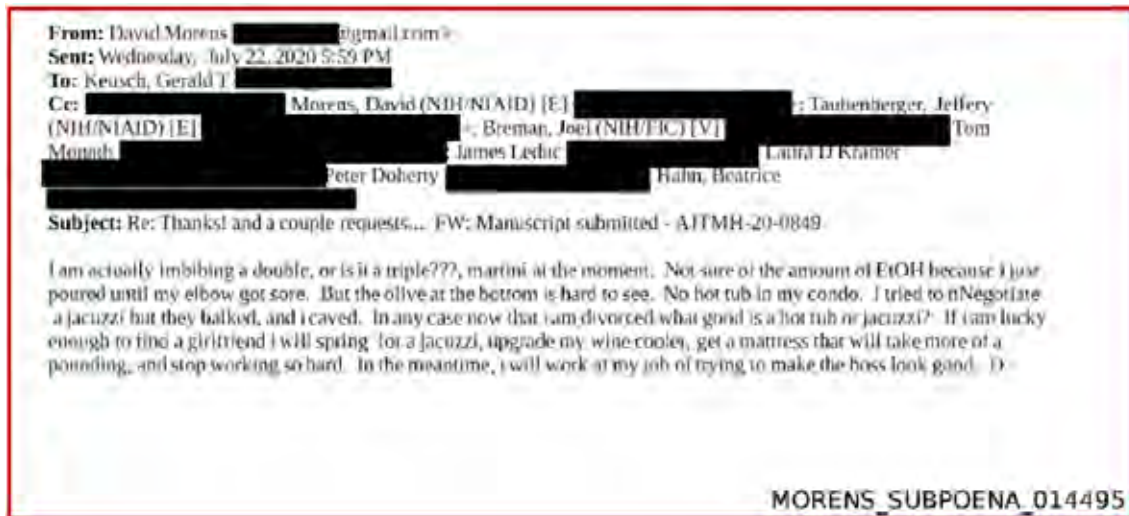 From: David Morens @gmail.com>
Sent: Wednesday, July 22, 2020 5:59 PM
To: Keusch, Gerald T
Cc: Morens, David (NIH/NIAID) [E] ; Taubenberger, Jeffery
(NIH/NIAID) [E] ; Breman, Joel (NIH/FIC) [V] Tom
Monath ; James Leduc Laura D Kramer
Peter Doherty Hahn, Beatrice
Subject: Re: Thanks! and a couple requests... FW: Manuscript submitted - AJTMH-20-0849
I am actually imbibing a double, or is it a triple???, martini at the moment. Not sure of the amount of EtOH because i just
poured until my elbow got sore. But the olive at the bottom is hard to see. No hot tub in my condo. I tried to nNegotiate
a jacuzzi but they balked, and i caved. In any case now that i am divorced what good is a hot tub or jacuzzi? If i am lucky
enough to find a girlfriend i will spring for a jacuzzi, upgrade my wine cooler, get a mattress that will take more of a
pounding, and stop working so hard. In the meantime, i will work at my job of trying to make the boss look good. D
MORENS_SUBPOENA_014495